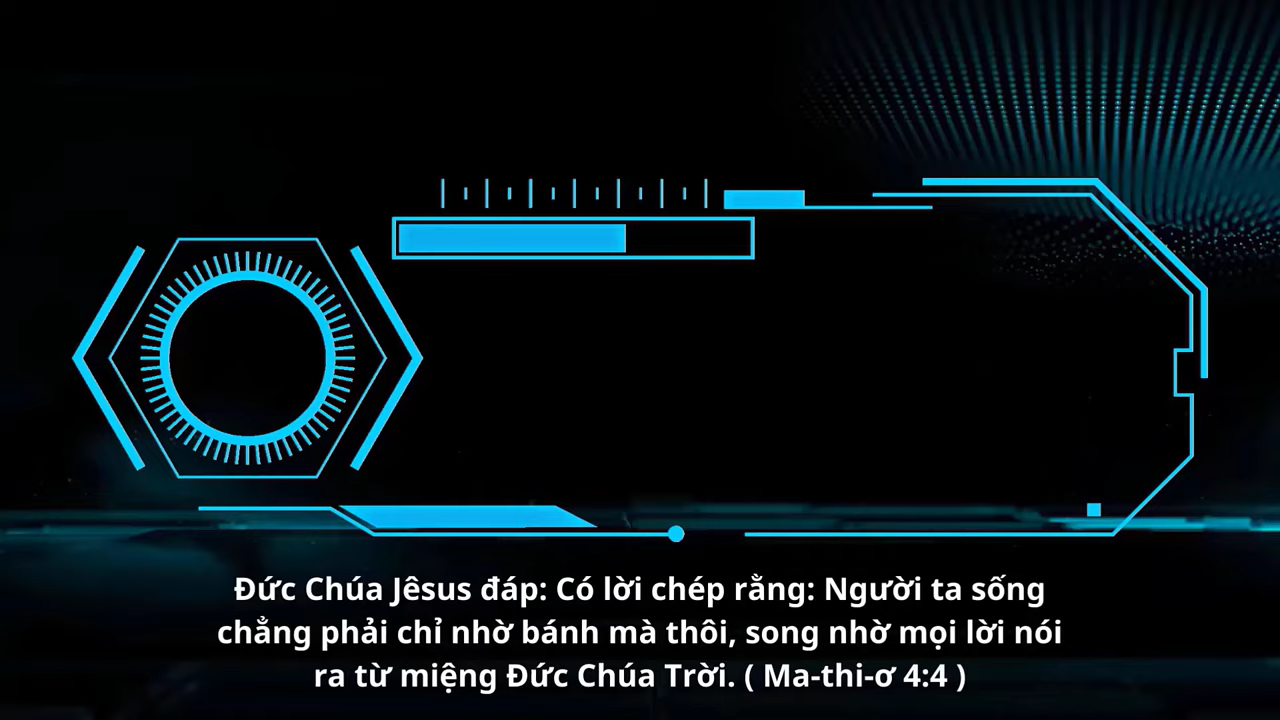 Đức Chúa Jêsus đáp: Có lời chép rằng: Người ta sống
chẳng phải chỉ nhờ bánh mà thôi, song nhờ mọi lời nói
ra từ miệng Đức Chúa Trời. ( Ma-thi-ơ 4:4 )